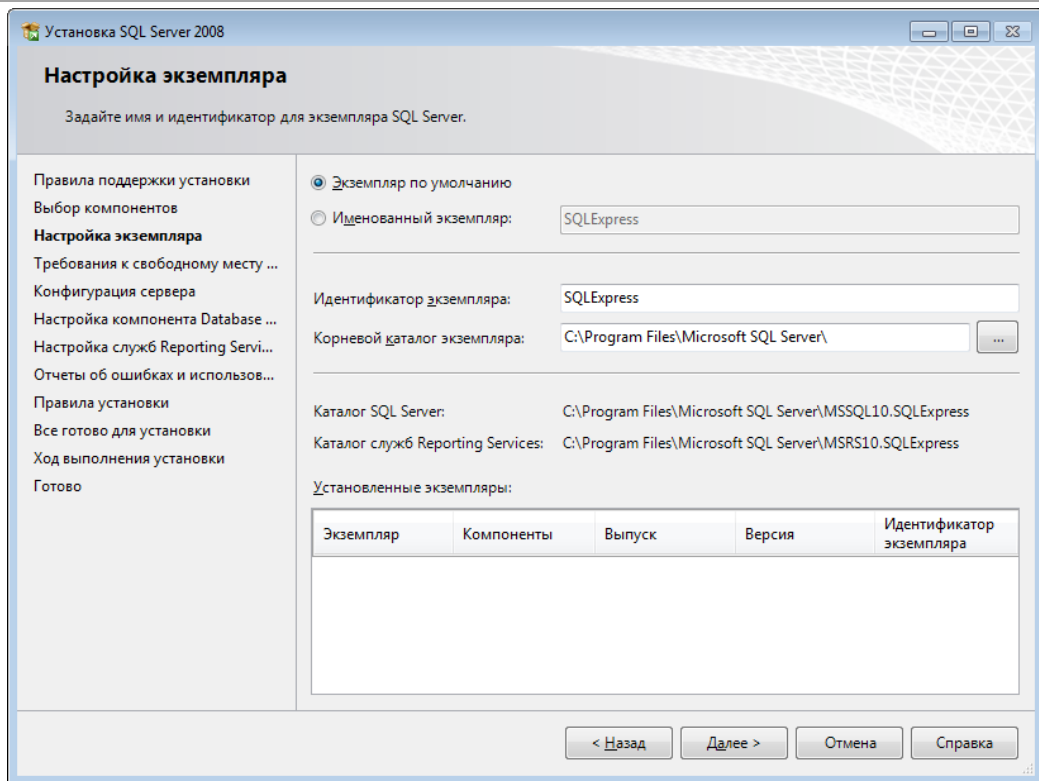 Установка SQL Server 2008
Настройка экземпляра
Задайте имя и идентификатор для экземпляра SQL Server.
Правила поддержки установки
Выбор компонентов
Настройка экземпляра
Требования к свободному месту ...
Конфигурация сервера
Настройка компонента Database ...
Настройка служб Reporting Servi...
Отчеты об ошибках и использов...
Правила установки
Все готово для установки
Ход выполнения установки
Готово
Экземпляр по умолчанию
Именованный экземпляр: SQLExpress
Идентификатор экземпляра: SQLExpress
Корневой каталог экземпляра: C:\Program Files\Microsoft SQL Server\ ...
Каталог SQL Server: C:\Program Files\Microsoft SQL Server\MSSQL10.SQLExpress
Каталог служб Reporting Services: C:\Program Files\Microsoft SQL Server\MSRS10.SQLExpress
Установленные экземпляры:
Экземпляр Компоненты Выпуск Версия Идентификатор
экземпляра
< Назад Далее > Отмена Справка